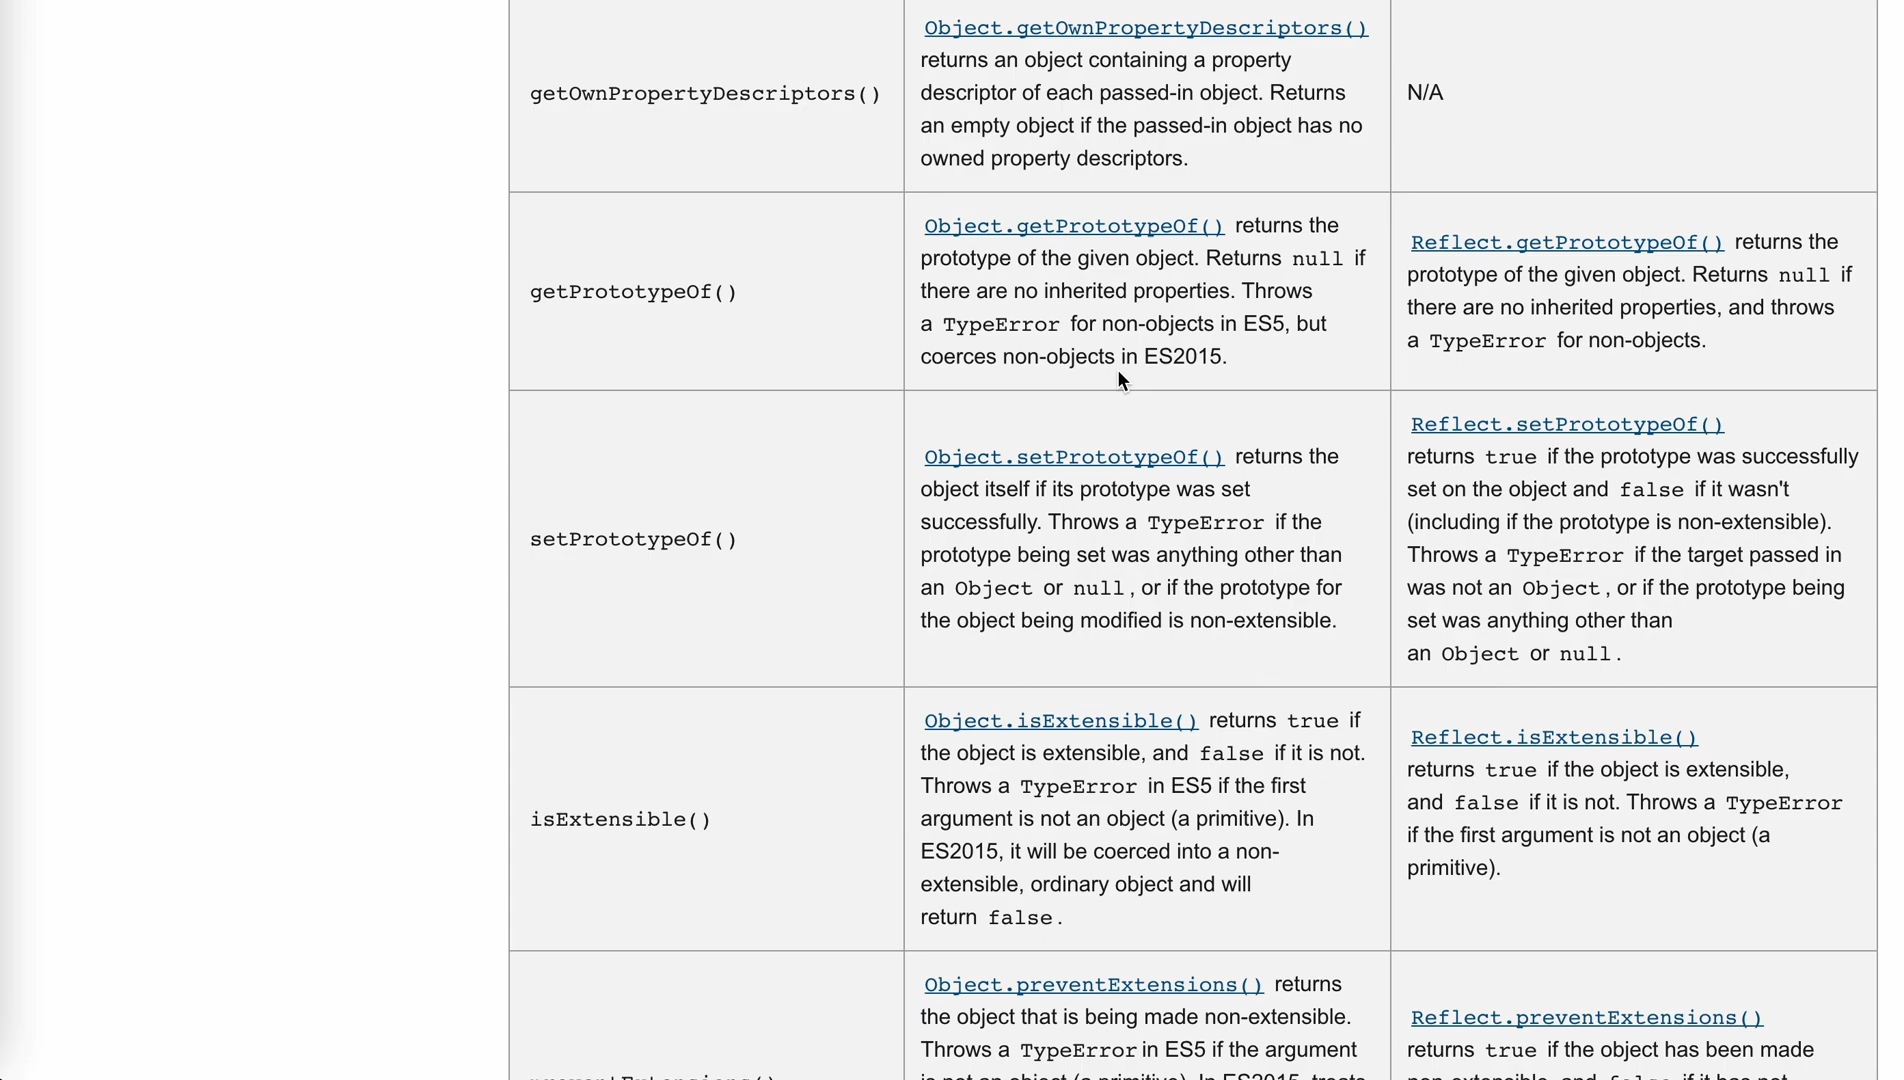 Object.getOwnPropertyDescriptors()
returns an object containing a property
getOwnPropertyDescriptors()
descriptor of each passed-in object. Returns
N/A
an empty object if the passed-in object has no
owned property descriptors.
getPrototypeOf()
Object.getPrototypeOf() returns the
prototype of the given object. Returns null if
there are no inherited properties. Throws
a TypeError for non-objects in ES5, but
coerces non-objects in ES2015.
Reflect.getPrototypeOf() returns the
prototype of the given object. Returns null if
there are no inherited properties, and throws
a TypeError for non-objects.
setPrototypeOf()
Object.setPrototypeOf() returns the
object itself if its prototype was set
successfully. Throws a TypeError if the
prototype being set was anything other than
an Object or null, or if the prototype for
the object being modified is non-extensible.
Reflect.setPrototypeOf()
returns true if the prototype was successfully
set on the object and false if it wasn't
(including if the prototype is non-extensible).
Throws a TypeError if the target passed in
was not an Object, or if the prototype being
set was anything other than
an Object or null.
isExtensible()
Object.isExtensible() returns true if
the object is extensible, and false if it is not.
Throws a TypeError in ES5 if the first
argument is not an object (a primitive). In
ES2015, it will be coerced into a non-
extensible, ordinary object and will
return false.
Reflect.isExtensible()
returns true if the object is extensible,
and false if it is not. Throws a TypeError
if the first argument is not an object (a
primitive).
Object.preventExtensions() returns
the object that is being made non-extensible.
Throws a TypeError in ES5 if the argument
Reflect.preventExtensions()
returns true if the object has been made